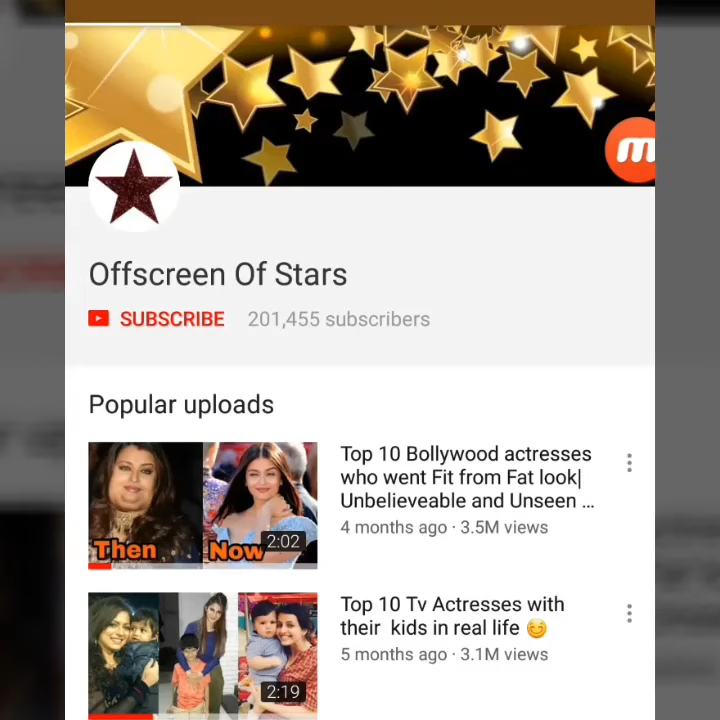 m
Offscreen Of Stars
SUBSCRIBE 201,455 subscribers
Popular uploads
Top 10 Bollywood actresses
who went Fit from Fat look|
Unbelieveable and Unseen ...
4 months ago · 3.5M views
Then Now 2:02
Top 10 Tv Actresses with
their kids in real life 😊
5 months ago · 3.1M views
2:19